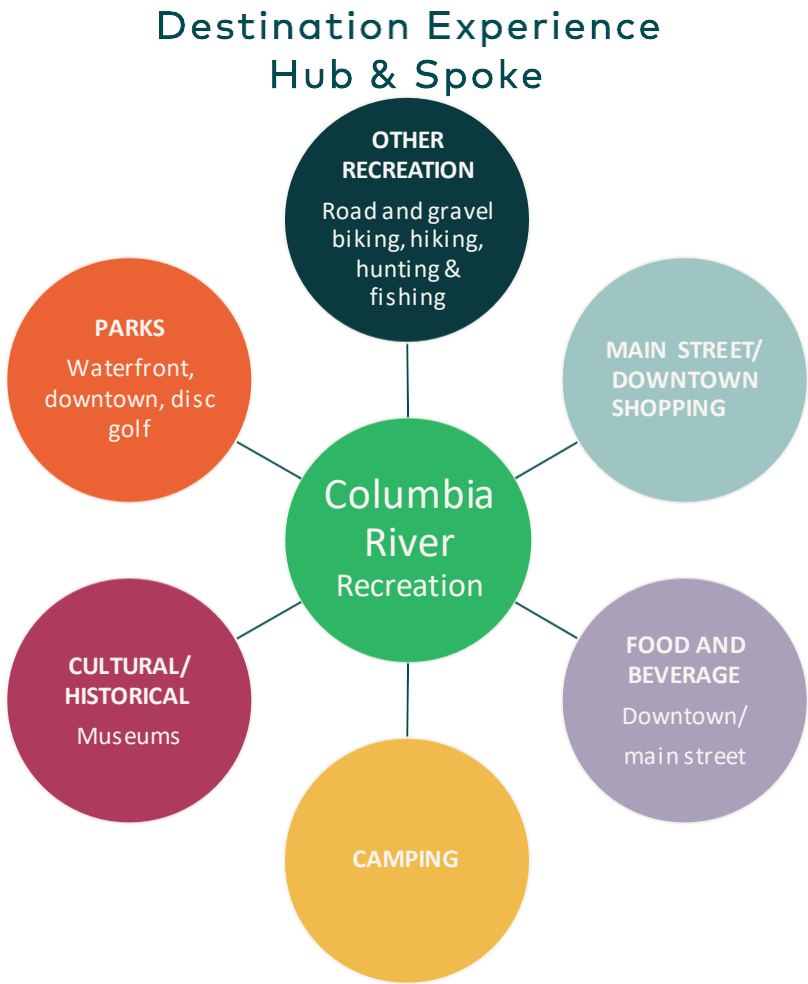 Destination Experience
Hub & Spoke
OTHER
RECREATION
Road and gravel
biking, hiking,
hunting &
fishing
PARKS
Waterfront,
downtown, disc
golf
MAIN STREET/
DOWNTOWN
SHOPPING
Columbia
River
Recreation
CULTURAL/
HISTORICAL
Museums
FOOD AND
BEVERAGE
Downtown/
main street
CAMPING